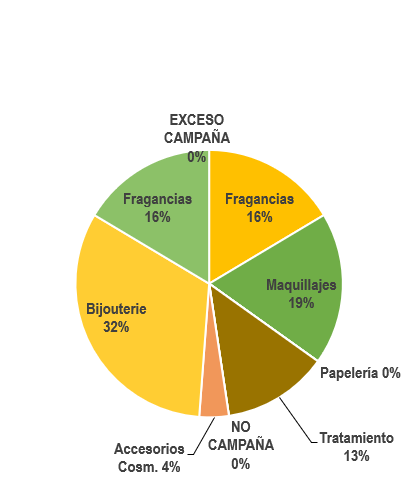 EXCESO
CAMPAÑA
0%
Fragancias
16%
Fragancias
16%
Maquillajes
19%
Bijouterie
32%
Papelería 0%
NO
CAMPAÑA
0%
Tratamiento
13%
Accesorios
Cosm. 4%